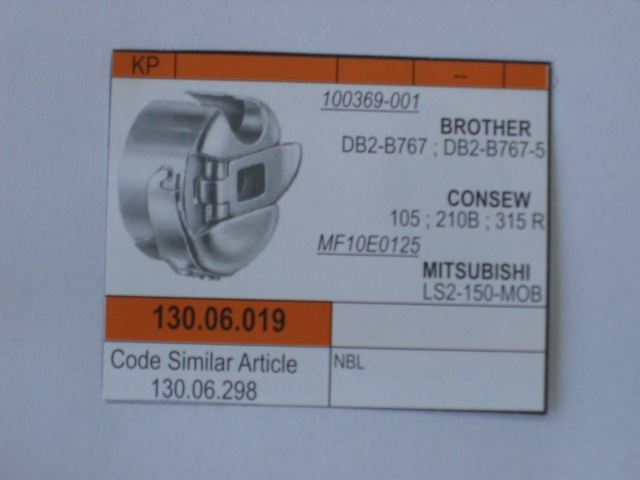 KP
--
100369-001
BROTHER
DB2-B767 ; DB2-B767-5
CONSEW
105 ; 210B ; 315 R
MF10E0125
MITSUBISHI
LS2-150-MOB
130.06.019
Code Similar Article
130.06.298
NBL